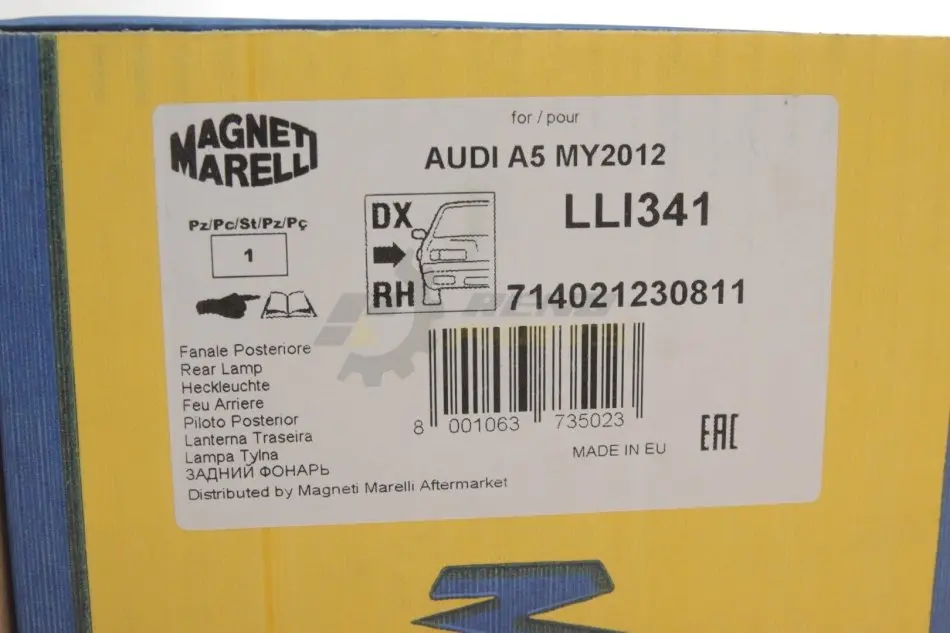 for / pour
MAGNETI
MARELLI
AUDI A5 MY2012
LLI341
Pz/Pc/St/Pz/Pç
1
DX
RH
714021230811
Fanale Posteriore
Rear Lamp
Heckleuchte
Feu Arriere
Piloto Posterior
Lanterna Traseira
Lampa Tylna
ЗАДНИЙ ФОНАРЬ
8 001063 735023
MADE IN EU
EAC
Distributed by Magneti Marelli Aftermarket